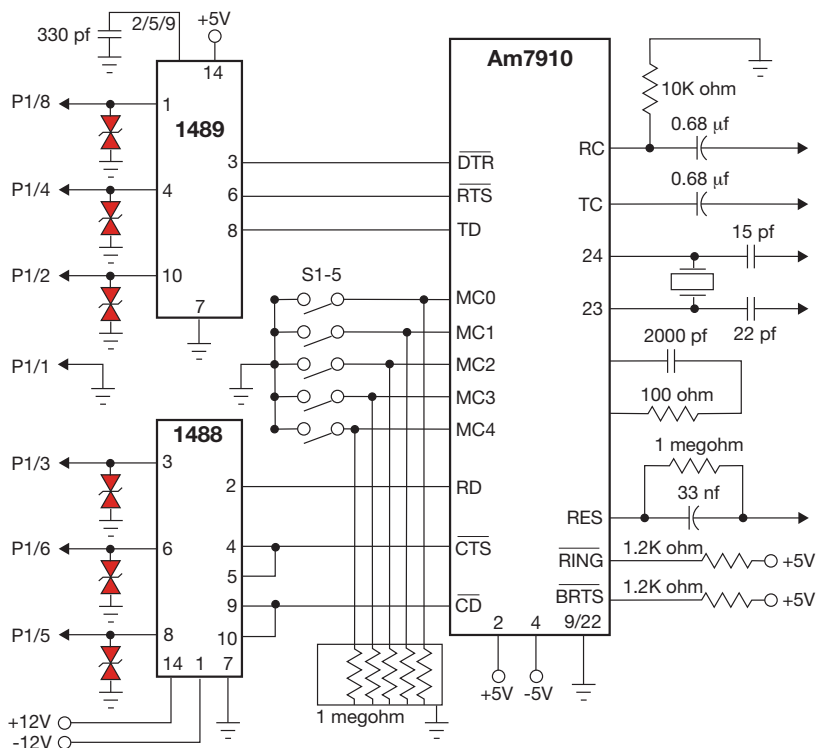 330 pf
2/5/9
+5V
14
P1/8
1
1489
3
P1/4
4
6
8
P1/2
10
7
P1/1
1488
P1/3
3
2
P1/6
6
4
5
9
P1/5
8
10
14
1
7
+12V
-12V
S1-5
1 megohm
Am7910
DTR
RTS
TD
MC0
MC1
MC2
MC3
MC4
RD
CTS
CD
2
4
9/22
+5V
-5V
RC
TC
24
23
RES
RING
BRTS
10K ohm
0.68 µf
0.68 µf
15 pf
22 pf
2000 pf
100 ohm
1 megohm
33 nf
1.2K ohm
+5V
1.2K ohm
+5V